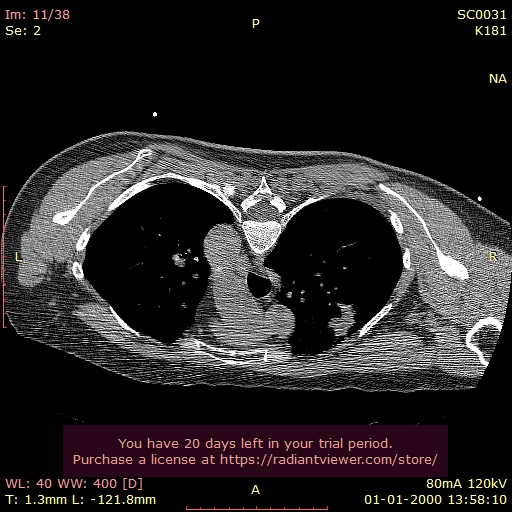 Im: 11/38
Se: 2
P
SC0031
K181
NA
L
R
You have 20 days left in your trial period.
Purchase a license at https://radiantviewer.com/store/
WL: 40 WW: 400 [D]
T: 1.3mm L: -121.8mm
A
80mA 120kV
01-01-2000 13:58:10